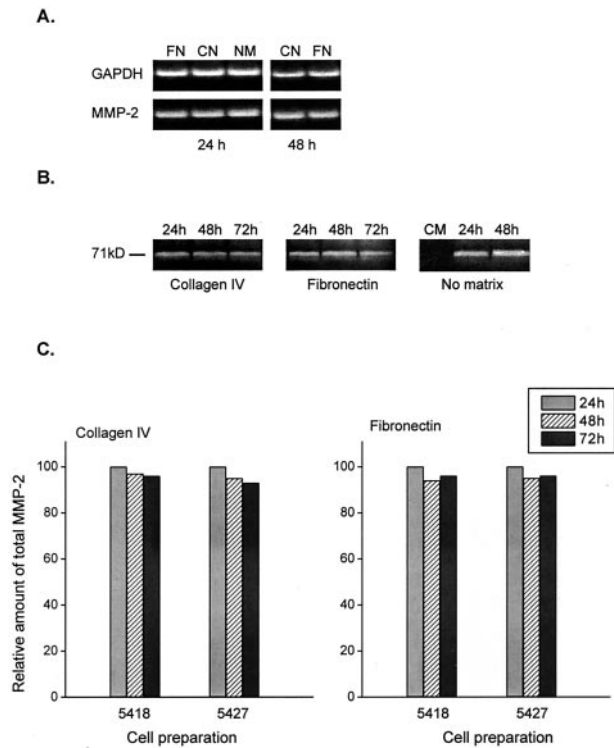 A.
FN CN NM CN FN
GAPDH
MMP-2
24 h 48 h
B.
24h 48h 72h 24h 48h 72h CM 24h 48h
71kD
Collagen IV Fibronectin No matrix
C.
24h
48h
72h
Collagen IV Fibronectin
Relative amount of total MMP-2
100
80
60
40
20
0
100
80
60
40
20
0
5418 5427 5418 5427
Cell preparation Cell preparation